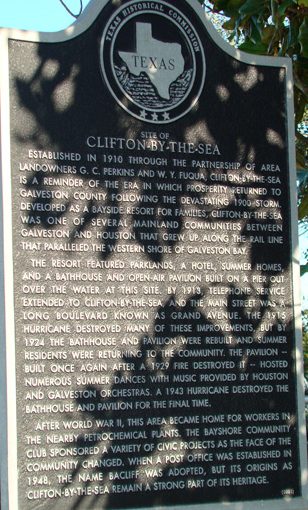 TEXAS HISTORICAL COMMISSION
TEXAS
SITE OF
CLIFTON-BY-THE-SEA
ESTABLISHED IN 1910 THROUGH THE PARTNERSHIP OF AREA
LANDOWNERS G. C. PERKINS AND W. Y. FUQUA, CLIFTON-BY-THE-SEA
IS A REMINDER OF THE ERA IN WHICH PROSPERITY RETURNED TO
GALVESTON COUNTY FOLLOWING THE DEVASTATING 1900 STORM.
DEVELOPED AS A BAYSIDE RESORT FOR FAMILIES, CLIFTON-BY-THE-SEA
WAS ONE OF SEVERAL MAINLAND COMMUNITIES BETWEEN
GALVESTON AND HOUSTON THAT GREW UP ALONG THE RAIL LINE
THAT PARALLELED THE WESTERN SHORE OF GALVESTON BAY.
THE RESORT FEATURED PARKLANDS, A HOTEL, SUMMER HOMES,
AND A BATHHOUSE AND OPEN-AIR PAVILION BUILT ON A PIER OUT
OVER THE WATER AT THIS SITE. BY 1913, TELEPHONE SERVICE
EXTENDED TO CLIFTON-BY-THE-SEA, AND THE MAIN STREET WAS A
LONG BOULEVARD KNOWN AS GRAND AVENUE. THE 1915
HURRICANE DESTROYED MANY OF THESE IMPROVEMENTS, BUT BY
1924 THE BATHHOUSE AND PAVILION WERE REBUILT AND SUMMER
RESIDENTS WERE RETURNING TO THE COMMUNITY. THE PAVILION --
BUILT ONCE AGAIN AFTER A 1929 FIRE DESTROYED IT -- HOSTED
NUMEROUS SUMMER DANCES WITH MUSIC PROVIDED BY HOUSTON
AND GALVESTON ORCHESTRAS. A 1943 HURRICANE DESTROYED THE
BATHHOUSE AND PAVILION FOR THE FINAL TIME.
AFTER WORLD WAR II, THIS AREA BECAME HOME FOR WORKERS IN
THE NEARBY PETROCHEMICAL PLANTS. THE BAYSHORE COMMUNITY
CLUB SPONSORED A VARIETY OF CIVIC PROJECTS AS THE FACE OF THE
COMMUNITY CHANGED. WHEN A POST OFFICE WAS ESTABLISHED IN
1948, THE NAME BACLIFF WAS ADOPTED, BUT ITS ORIGINS AS
CLIFTON-BY-THE-SEA REMAIN A STRONG PART OF ITS HERITAGE.